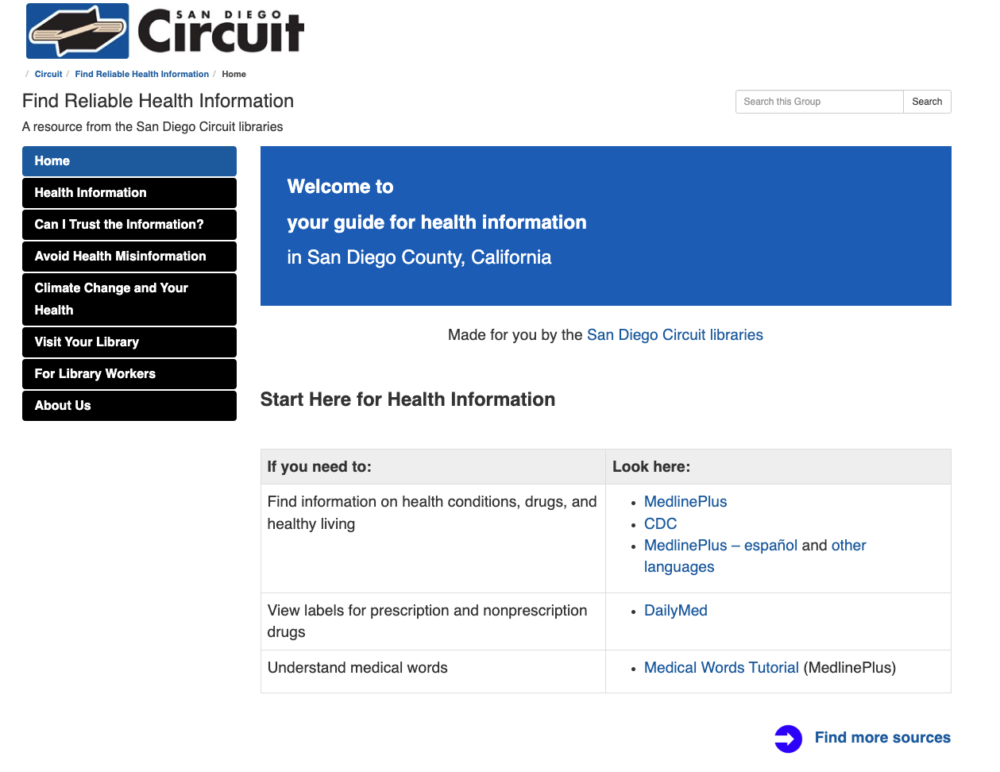 SAN DIEGO
Circuit
/ Circuit / Find Reliable Health Information / Home
Find Reliable Health Information
Search this Group
Search
A resource from the San Diego Circuit libraries
Home
Health Information
Can I Trust the Information?
Avoid Health Misinformation
Climate Change and Your
Health
Visit Your Library
For Library Workers
About Us
Welcome to
your guide for health information
in San Diego County, California
Made for you by the San Diego Circuit libraries
Start Here for Health Information
If you need to:
Look here:
Find information on health conditions, drugs, and
healthy living
• MedlinePlus
• CDC
• MedlinePlus – español and other
languages
View labels for prescription and nonprescription
drugs
• DailyMed
Understand medical words
• Medical Words Tutorial (MedlinePlus)
Find more sources